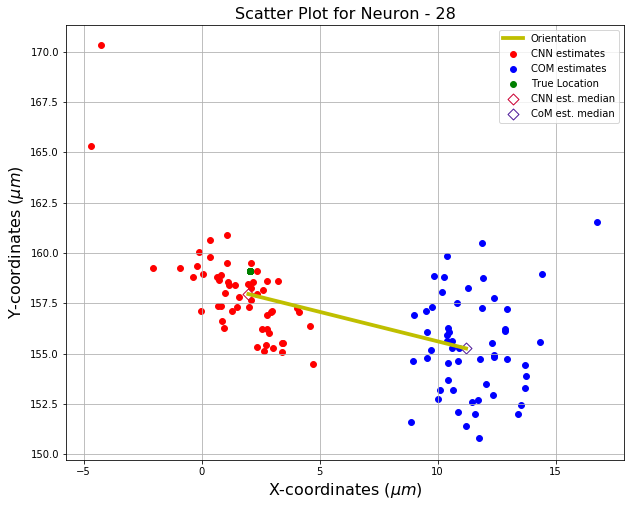 Scatter Plot for Neuron - 28
Orientation
CNN estimates
COM estimates
True Location
CNN est. median
CoM est. median
170.0
167.5
165.0
162.5
160.0
157.5
155.0
152.5
150.0
Y-coordinates (μm)
−5
0
5
10
15
X-coordinates (μm)